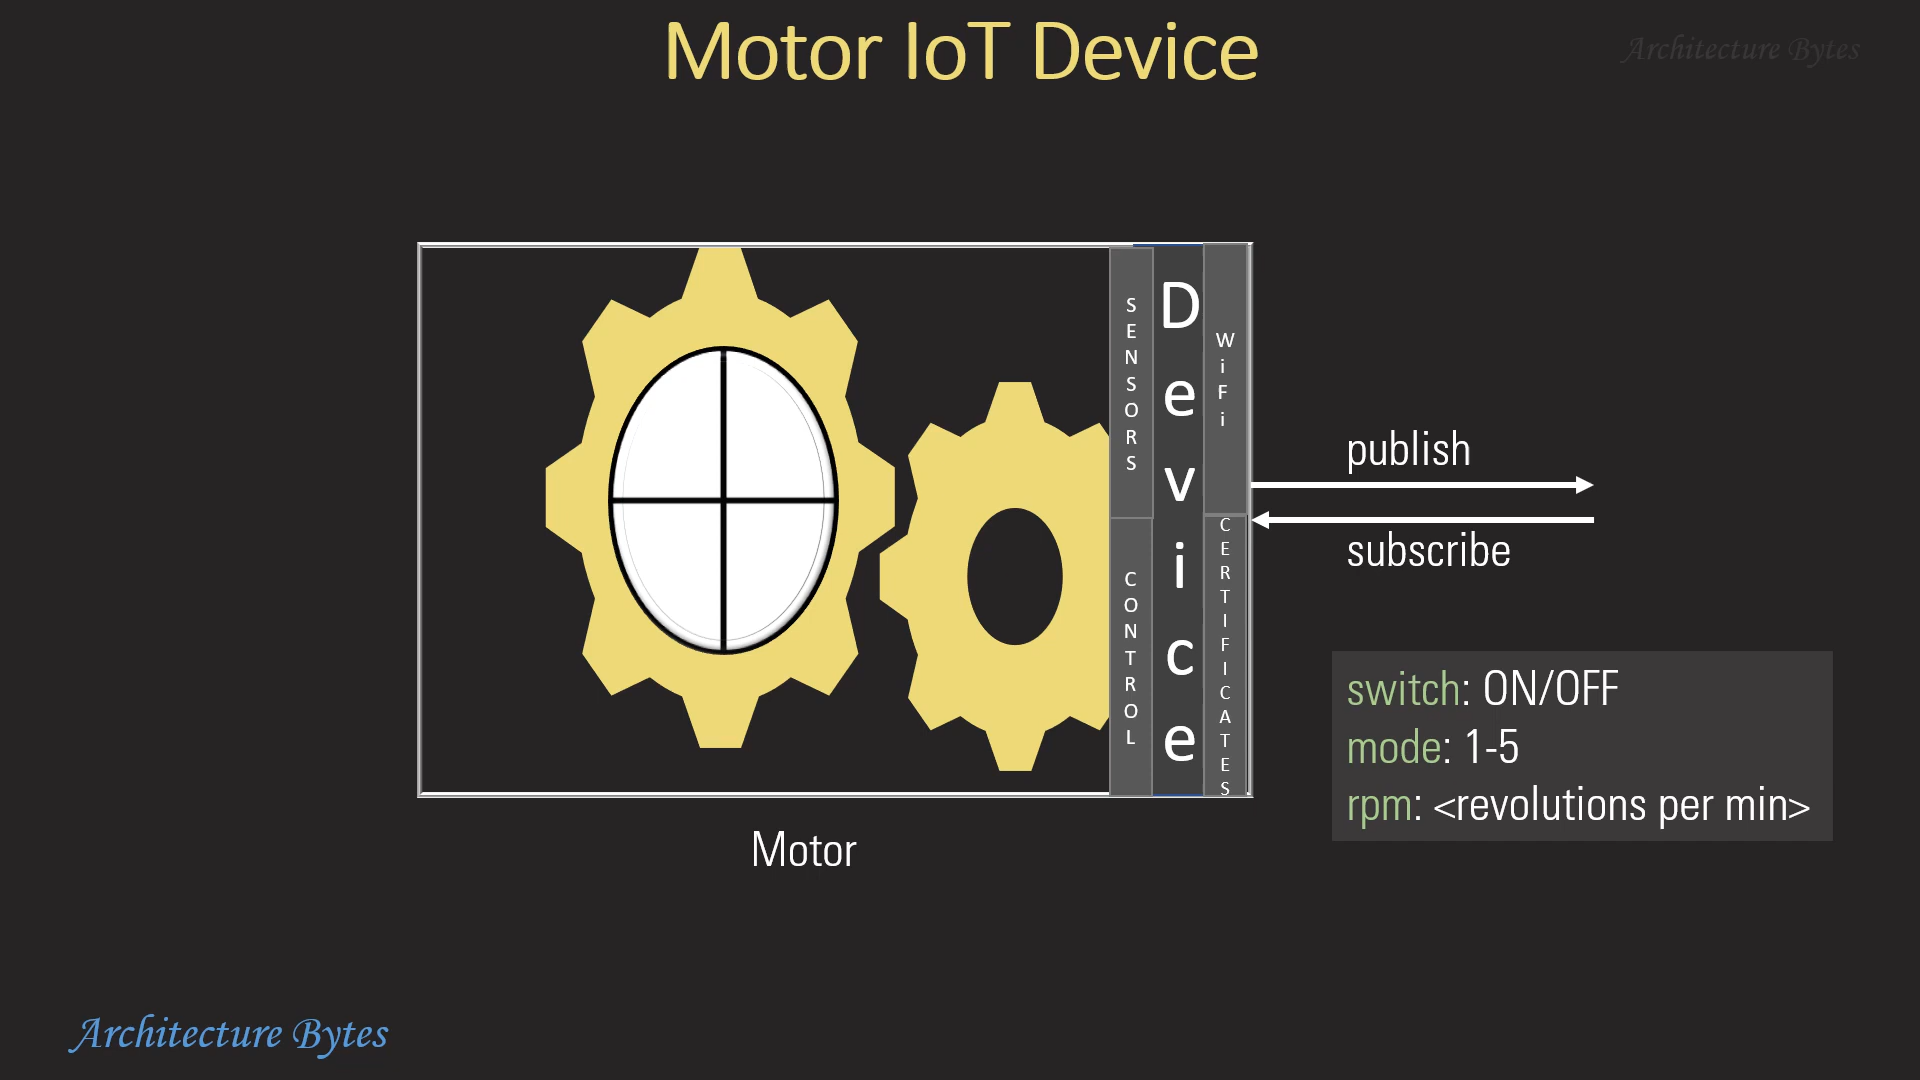 Motor IoT Device
Architecture Bytes
SENSORS
Device
WiFi
CONTROL
CERTIFICATES
publish
subscribe
switch: ON/OFF
mode: 1-5
rpm: <revolutions per min>
Motor
Architecture Bytes